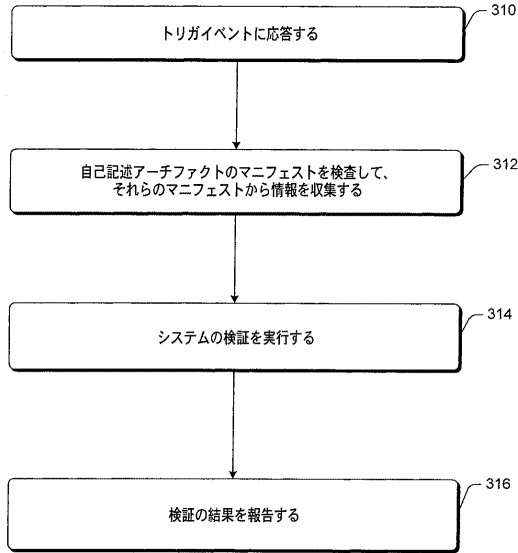 310
トリガイベントに応答する
312
自己記述アーチファクトのマニフェストを検査して、
それらのマニフェストから情報を収集する
314
システムの検証を実行する
316
検証の結果を報告する